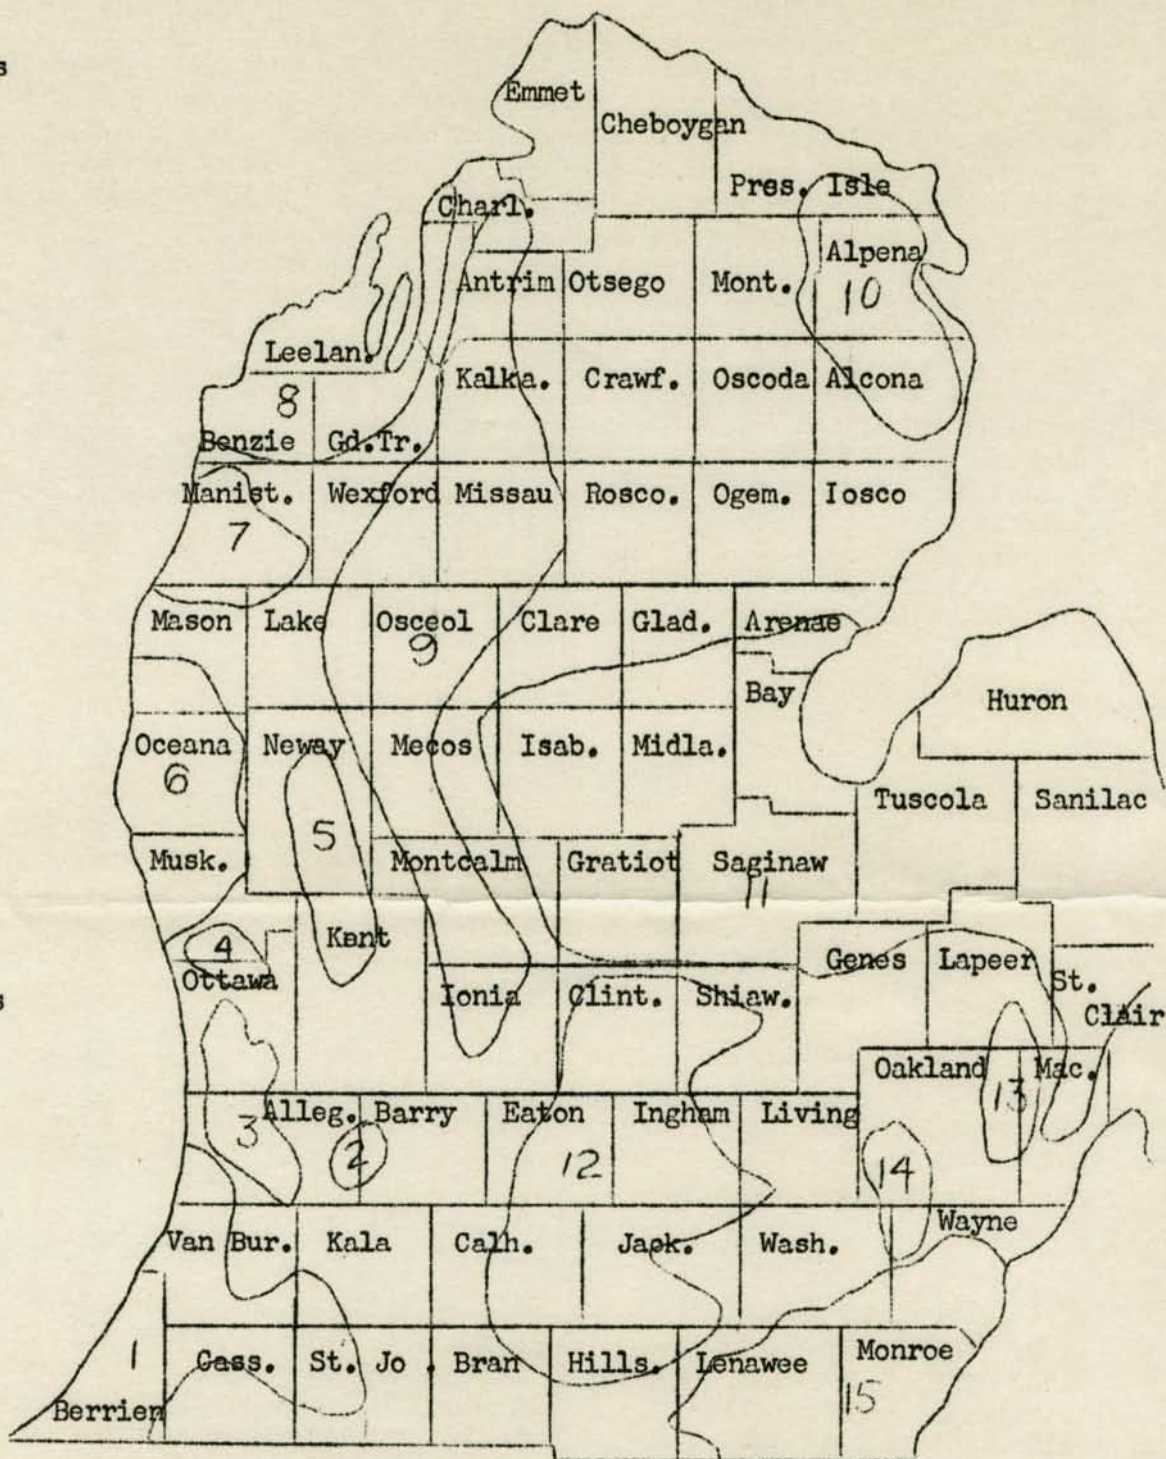 s
Emmet
Cheboygan
Pres. Isle
Charl.
Alpena
Antrim Otsego Mont.
10
Leelan.
Kalka. Crawf. Oscoda Alcona
8
Benzie Gd.Tr.
Manist. Wexford Missau Rosco. Ogem. Iosco
7
Mason Lake Osceol Clare Glad. Arenae
9
Bay
Huron
Oceana Neway Mecos Isab. Midla.
6
Tuscola Sanilac
5
Musk. Montcalm Gratiot Saginaw
11
4 Kent
Genes Lapeer
Ottawa
St.
Clair
s
Ionia Clint. Shiaw.
Oakland Mac.
13
Alleg. Barry Eaton Ingham Living
3
2 12 14
Wayne
Van Bur. Kala Calh. Jack. Wash.
1
Cass. St. Jo. Bran Hills. Lenawee Monroe
15
Berrien